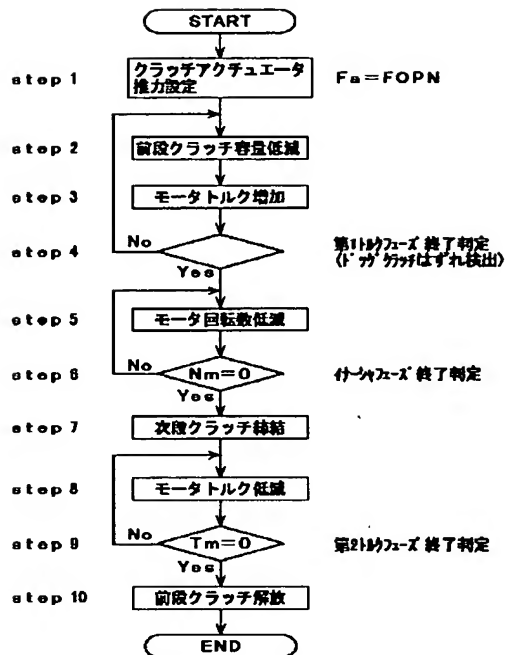 START
step 1
クラッチアクチュエータ
推力設定
Fa=FOPN
step 2
前段クラッチ容量低減
step 3
モータトルク増加
step 4
No
Yes
第1トルクフェーズ 終了判定
(ドッグクラッチはずれ検出)
step 5
モータ回転数低減
step 6
No
Nm=0
Yes
イナーシャフェーズ 終了判定
step 7
次段クラッチ締結
step 8
モータトルク低減
step 9
No
Tm=0
Yes
第2トルクフェーズ 終了判定
step 10
前段クラッチ解放
END